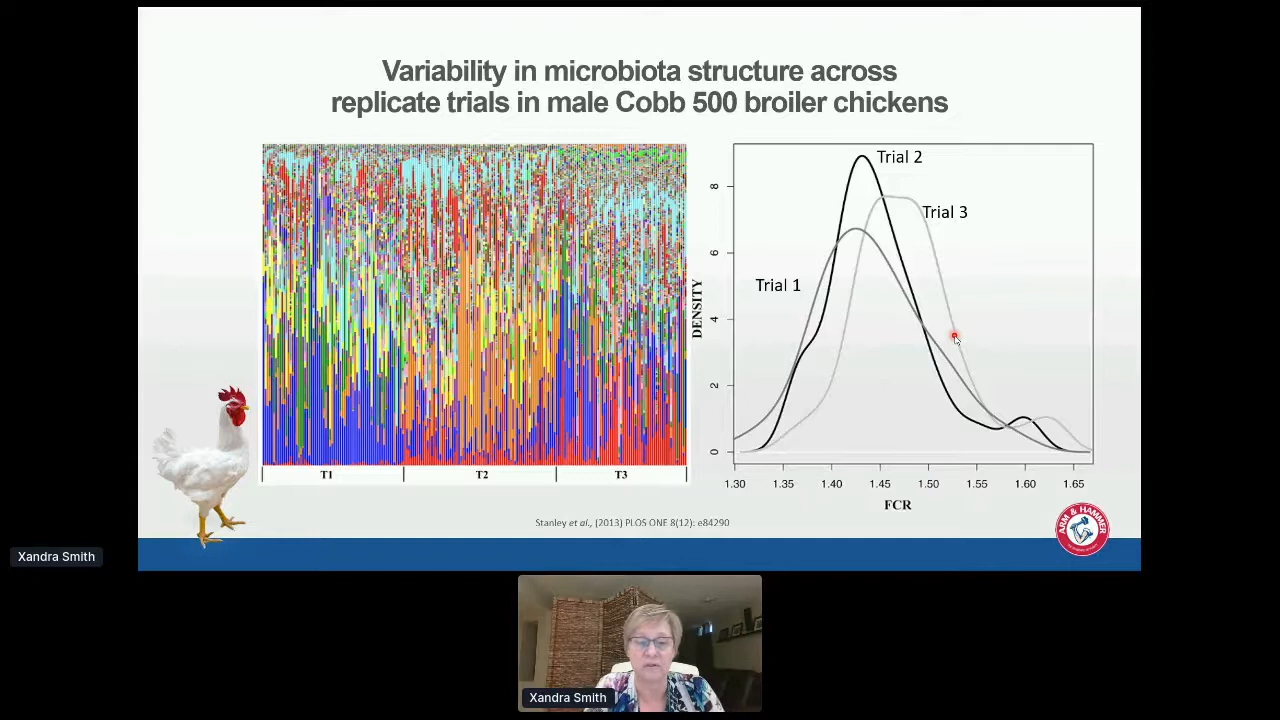 Variability in microbiota structure across
replicate trials in male Cobb 500 broiler chickens
T1
T2
T3
DENSITY
0
2
4
6
8
Trial 1
Trial 2
Trial 3
1.30
1.35
1.40
1.45
1.50
1.55
1.60
1.65
FCR
Stanley et al., (2013) PLOS ONE 8(12): e84290
ARM & HAMMER
Xandra Smith
Xandra Smith